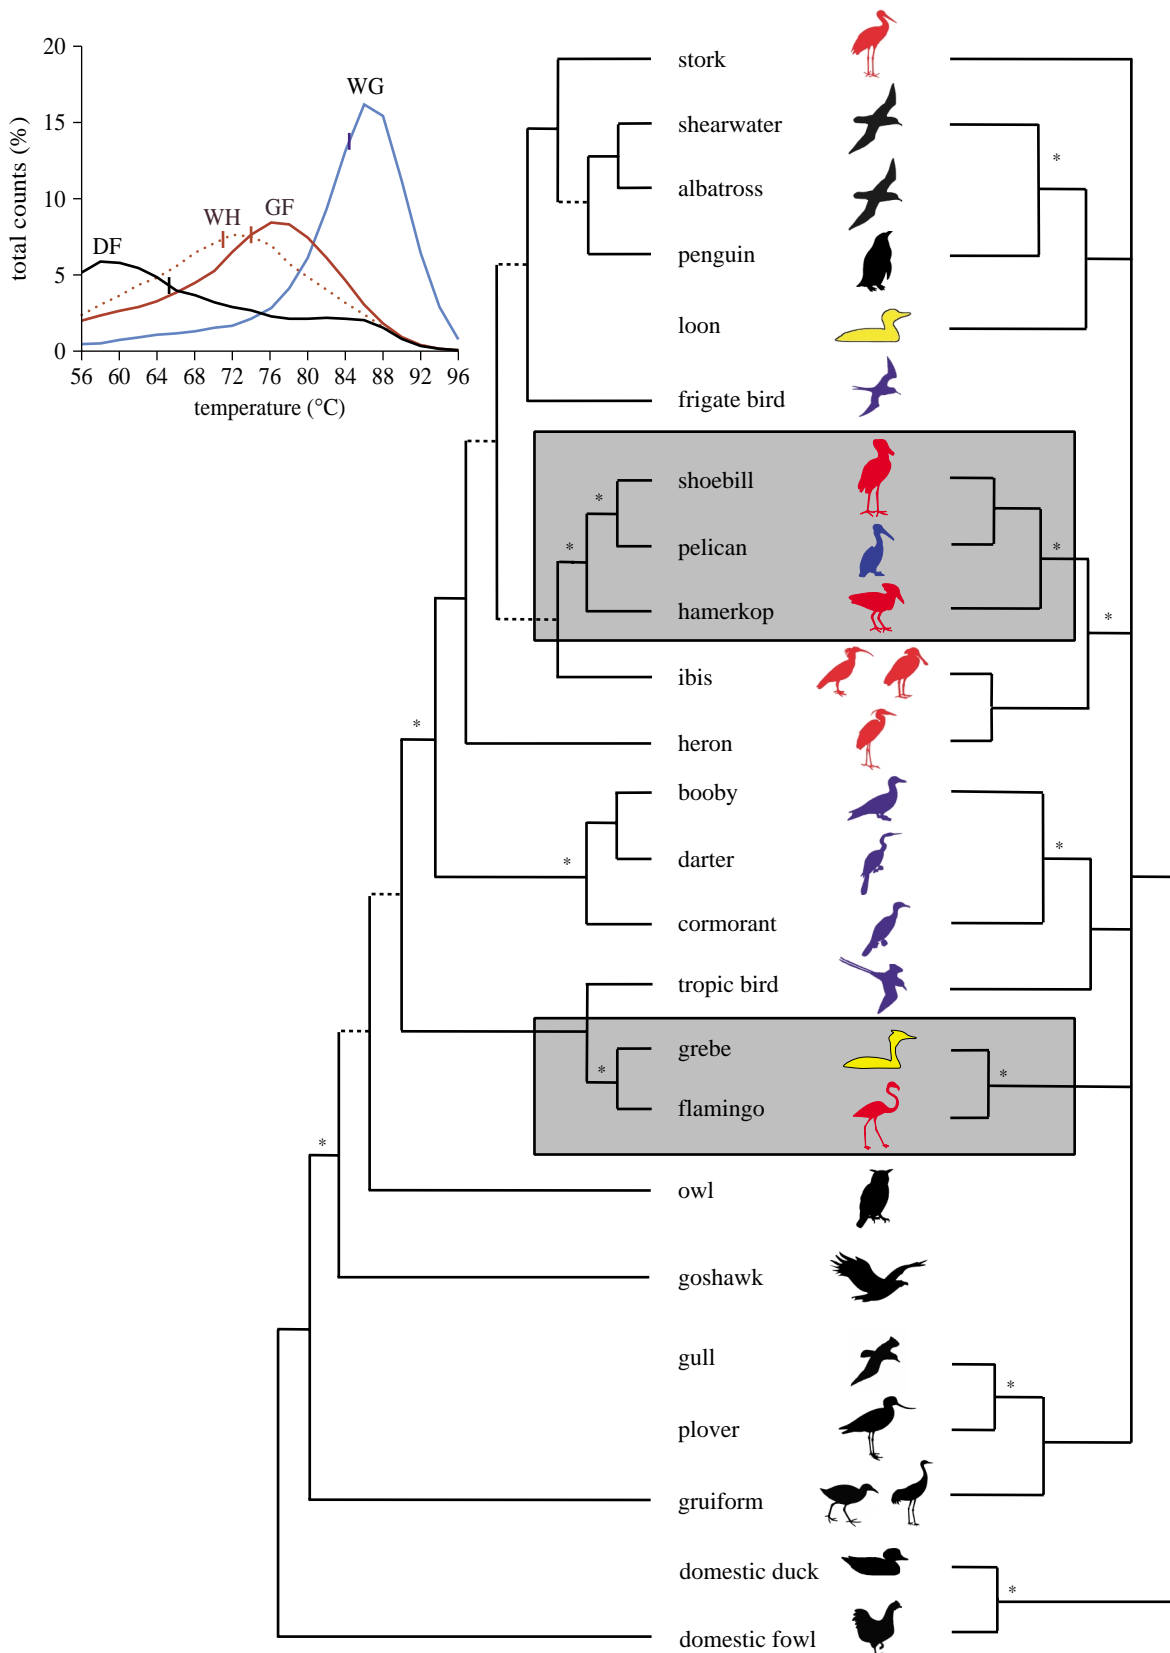 20
15
10
5
0
total counts (%)
WG
WH
GF
DF
56 60 64 68 72 76 80 84 88 92 96
temperature (°C)
stork
shearwater
*
albatross
penguin
loon
frigate bird
shoebill
*
pelican
* *
hamerkop
*
ibis
heron
*
booby
darter
* *
cormorant
tropic bird
grebe
* *
flamingo
*
owl
goshawk
gull
*
plover
gruiform
domestic duck
*
domestic fowl